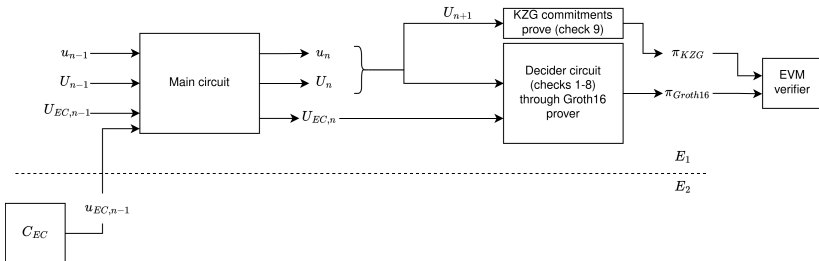 U_{n+1}
KZG commitments
prove (check 9)
u_{n-1}
u_n
π_{KZG}
U_{n-1}
Main circuit
U_n
Decider circuit
(checks 1-8)
through Groth16
prover
EVM
verifier
π_{Groth16}
U_{EC,n-1}
U_{EC,n}
E_1
E_2
u_{EC,n-1}
C_{EC}